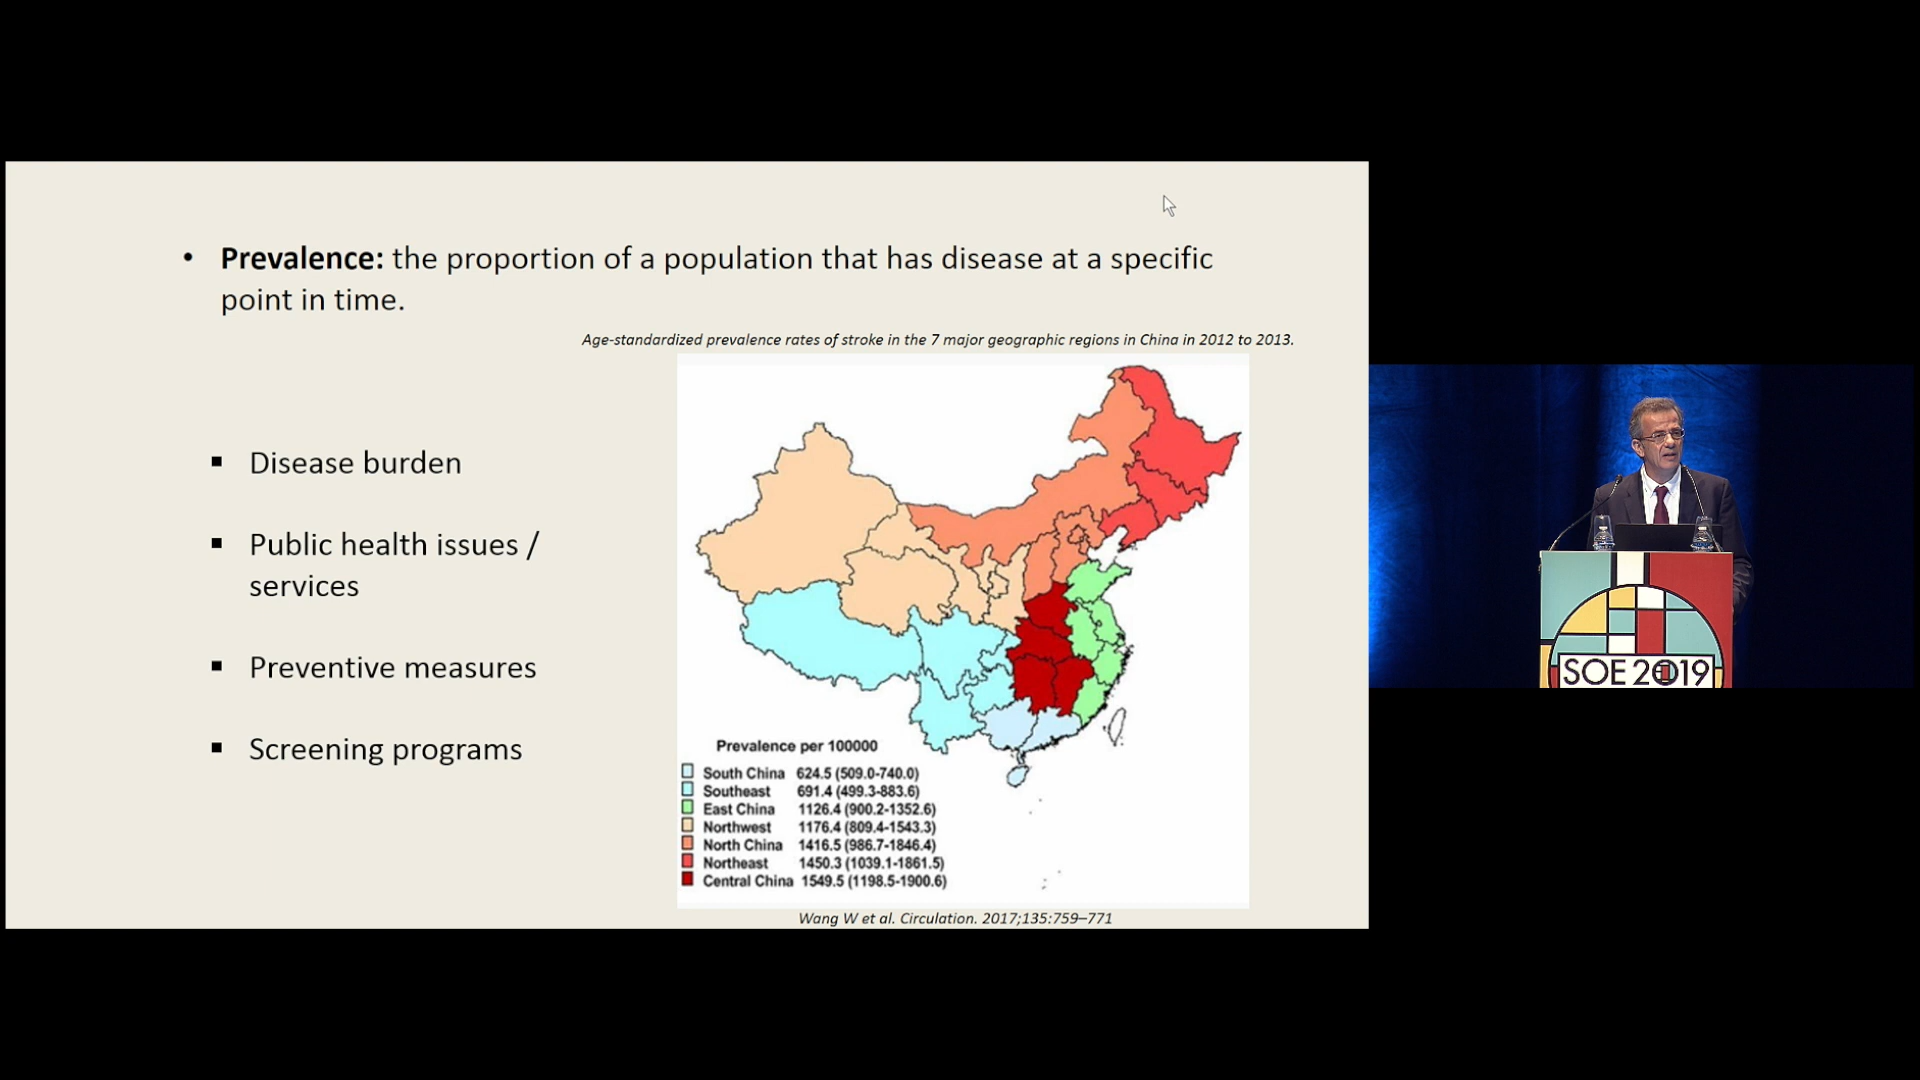 • Prevalence: the proportion of a population that has disease at a specific
point in time.
Age-standardized prevalence rates of stroke in the 7 major geographic regions in China in 2012 to 2013.
▪ Disease burden
▪ Public health issues /
services
▪ Preventive measures
▪ Screening programs
Prevalence per 100000
South China 624.5 (509.0-740.0)
Southeast 691.4 (499.3-883.6)
East China 1126.4 (900.2-1352.6)
Northwest 1176.4 (809.4-1543.3)
North China 1416.5 (986.7-1846.4)
Northeast 1450.3 (1039.1-1861.5)
Central China 1549.5 (1198.5-1900.6)
Wang W et al. Circulation. 2017;135:759–771
SOE 2019